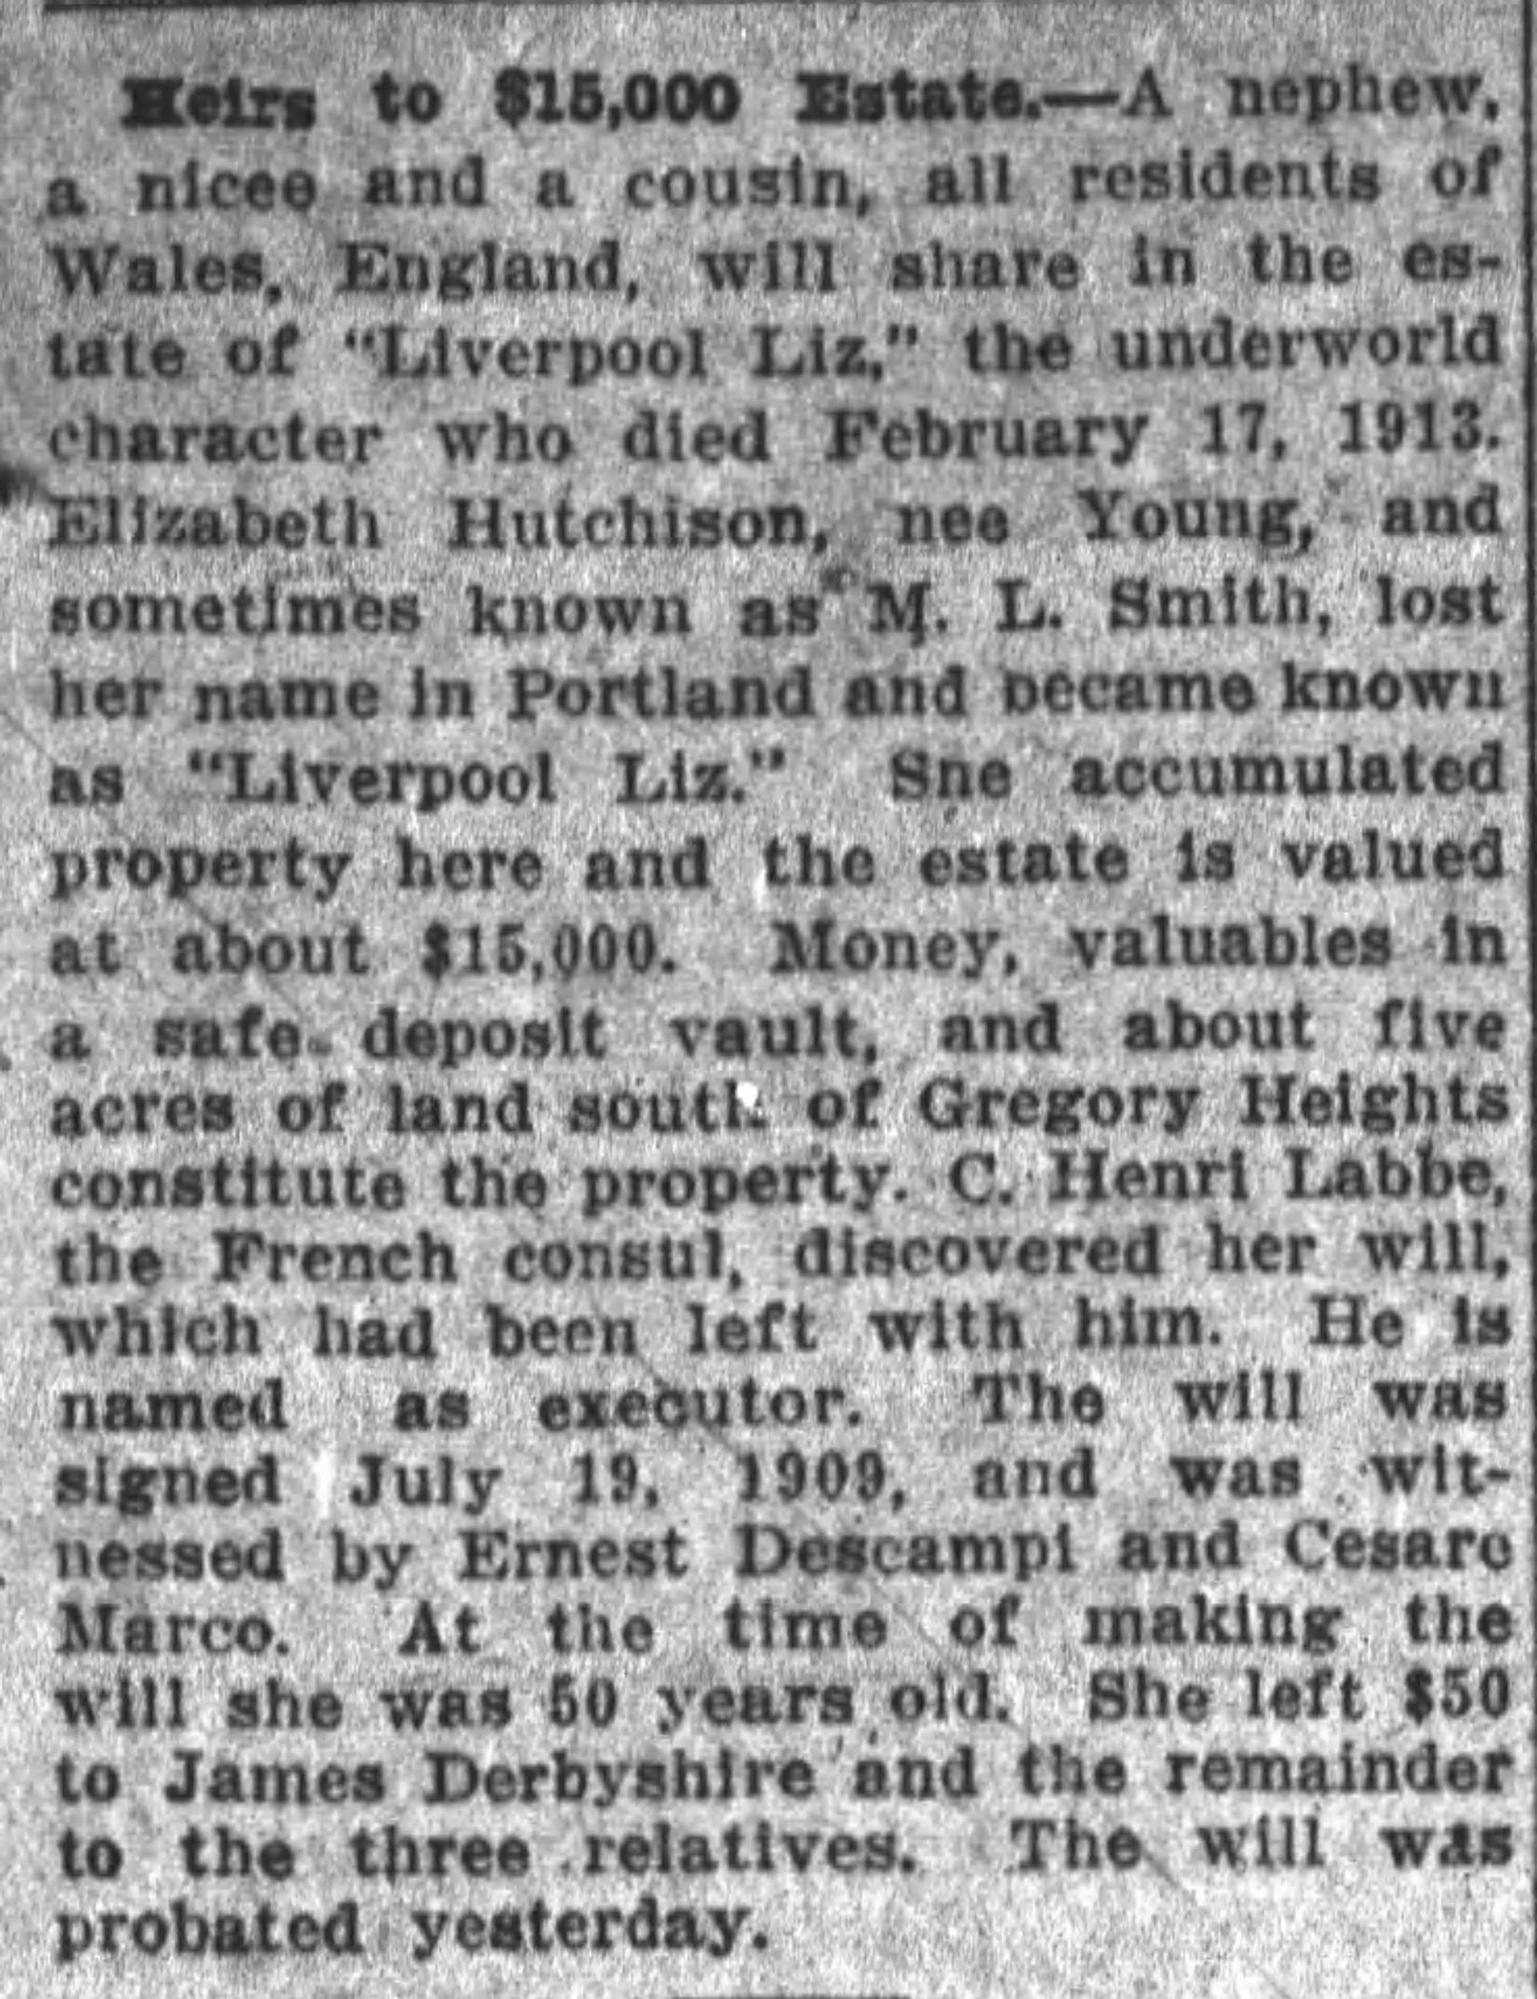 Heirs to $15,000 Estate.—A nephew,
a nicee and a cousin, all residents of
Wales, England, will share in the es-
tate of "Liverpool Liz," the underworld
character who died February 17, 1913.
Elizabeth Hutchison, nee Young, and
sometimes known as M. L. Smith, lost
her name in Portland and became known
as "Liverpool Liz." She accumulated
property here and the estate is valued
at about $15,000. Money, valuables in
a safe deposit vault, and about five
acres of land south of Gregory Heights
constitute the property. C. Henri Labbe,
the French consul, discovered her will,
which had been left with him. He is
named as executor. The will was
signed July 19, 1909, and was wit-
nessed by Ernest Descampi and Cesare
Marco. At the time of making the
will she was 50 years old. She left $50
to James Derbyshire and the remainder
to the three relatives. The will was
probated yesterday.